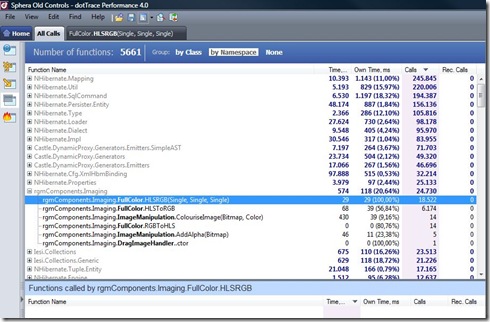 Sphera Old Controls - dotTrace Performance 4.0
File Edit View Find Help
Home All Calls FullColor.HLSRGB(Single, Single, Single)
Number of functions: 5661 Group: by Class by Namespace None
Function Name Time,... Own Time, ms Calls Rec. Calls
NHibernate.Mapping 10.393 1.143 (11,00%) 245.845 0
NHibernate.Util 5.193 829 (15,97%) 220.006 0
NHibernate.SqlCommand 6.530 1.197 (18,32%) 194.387 0
NHibernate.Persister.Entity 48.174 887 (1,84%) 156.136 0
NHibernate.Type 2.366 286 (12,10%) 105.816 0
NHibernate.Loader 27.624 730 (2,64%) 98.178 0
NHibernate.Dialect 9.548 405 (4,24%) 95.970 0
NHibernate.Impl 30.546 317 (1,04%) 83.955 0
Castle.DynamicProxy.Generators.Emitters.SimpleAST 7.197 264 (3,67%) 71.703 0
Castle.DynamicProxy.Generators 23.734 504 (2,12%) 49.320 0
Castle.DynamicProxy.Generators.Emitters 17.066 267 (1,56%) 46.696 0
NHibernate.Cfg.XmlHbmBinding 97.888 515 (0,53%) 32.214 0
NHibernate.Properties 3.979 97 (2,44%) 25.133 0
rgmComponents.Imaging 574 118 (20,64%) 24.730 0
rgmComponents.Imaging.FullColor.HLSRGB(Single, Single, Single) 29 29 (100,00%) 18.522 0
rgmComponents.Imaging.FullColor.HLSToRGB 68 39 (56,84%) 6.174 0
rgmComponents.Imaging.ImageManipulation.ColouriseImage(Bitmap, Color) 430 39 (9,16%) 14 0
rgmComponents.Imaging.FullColor.RGBToHLS 0 0 (80,76%) 14 0
rgmComponents.Imaging.ImageManipulation.AddAlpha(Bitmap) 46 11 (23,38%) 5 0
rgmComponents.Imaging.DragImageHandler..ctor 0 0 (100,00%) 1 0
Iesi.Collections 675 110 (16,26%) 23.513 0
Iesi.Collections.Generic 629 118 (18,72%) 21.226 0
NHibernate.Tuple.Entity 21.048 166 (0,79%) 17.165 0
Functions called by rgmComponents.Imaging.FullColor.HLSRGB
Function Name Time,... Own Time, ms Calls Rec. Calls